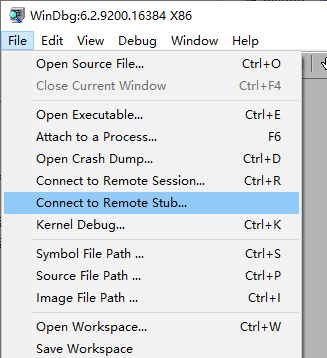 WinDbg:6.2.9200.16384 X86
File Edit View Debug Window Help
Open Source File... Ctrl+O
Close Current Window Ctrl+F4
Open Executable... Ctrl+E
Attach to a Process... F6
Open Crash Dump... Ctrl+D
Connect to Remote Session... Ctrl+R
Connect to Remote Stub...
Kernel Debug... Ctrl+K
Symbol File Path ... Ctrl+S
Source File Path ... Ctrl+P
Image File Path ... Ctrl+I
Open Workspace... Ctrl+W
Save Workspace